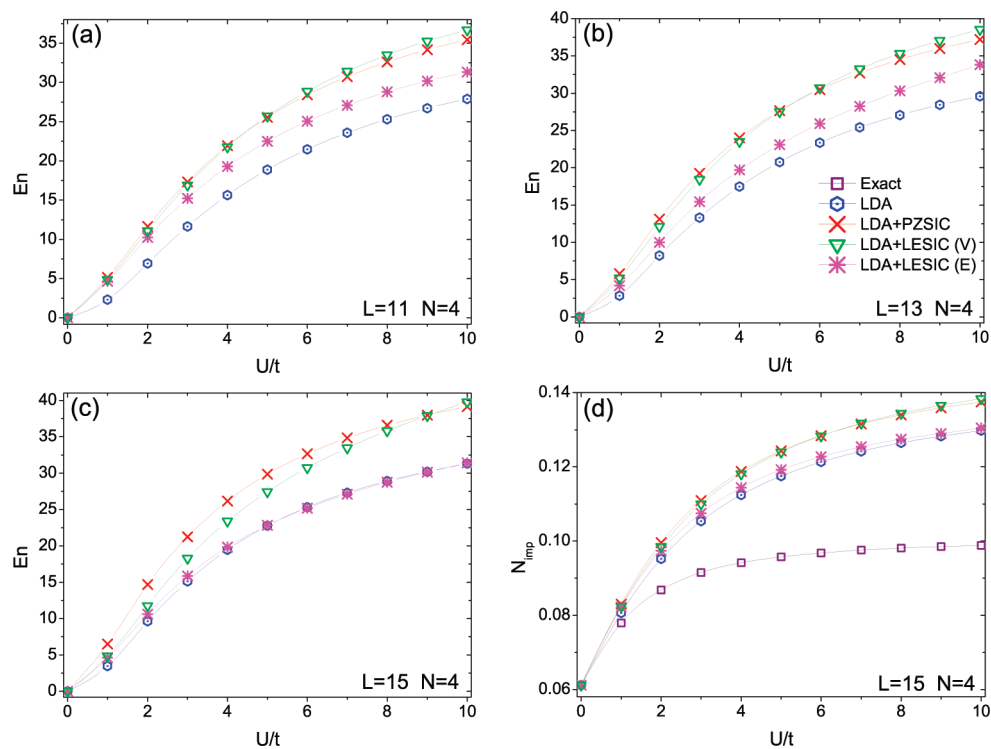 (a)
En
35
30
25
20
15
10
5
0
0 2 4 6 8 10
U/t
L=11 N=4
(b)
En
40
35
30
25
20
15
10
5
0
0 2 4 6 8 10
U/t
Exact
LDA
LDA+PZSIC
LDA+LESIC (V)
LDA+LESIC (E)
L=13 N=4
(c)
En
40
35
30
25
20
15
10
5
0
0 2 4 6 8 10
U/t
L=15 N=4
(d)
N_imp
0.14
0.12
0.10
0.08
0.06
0 2 4 6 8 10
U/t
L=15 N=4